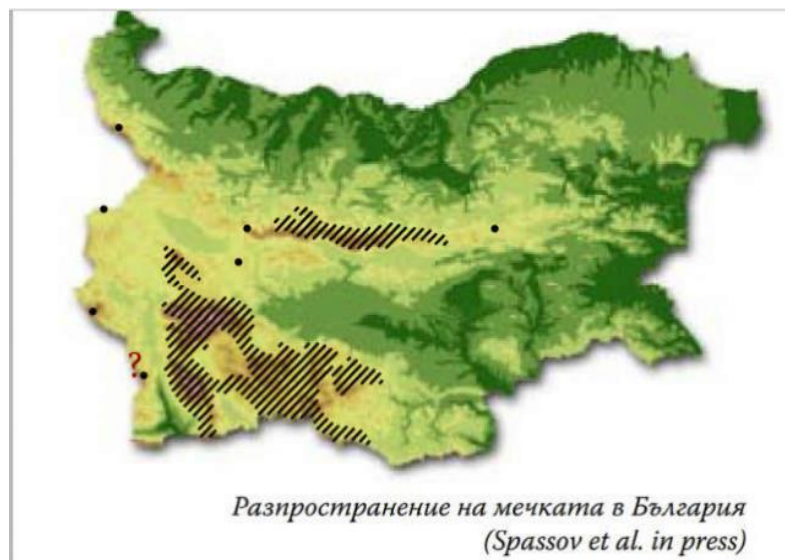 ?
Разпространение на мечката в България
(Spassov et al. in press)